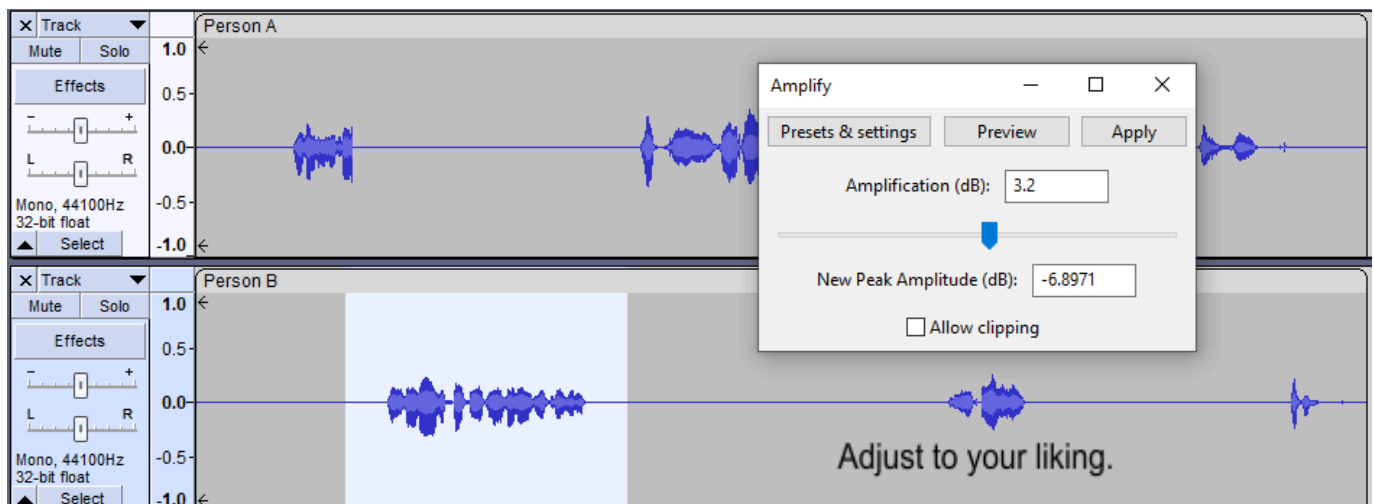 × Track ▼ Person A
Mute Solo 1.0
Effects 0.5
- +
0.0
L R
Mono, 44100Hz -0.5
32-bit float
▲ Select -1.0
Amplify
Presets & settings Preview Apply
Amplification (dB): 3.2
New Peak Amplitude (dB): -6.8971
Allow clipping
× Track ▼ Person B
Mute Solo 1.0
Effects 0.5
- +
0.0
L R
Mono, 44100Hz -0.5
32-bit float
▲ Select -1.0
Adjust to your liking.